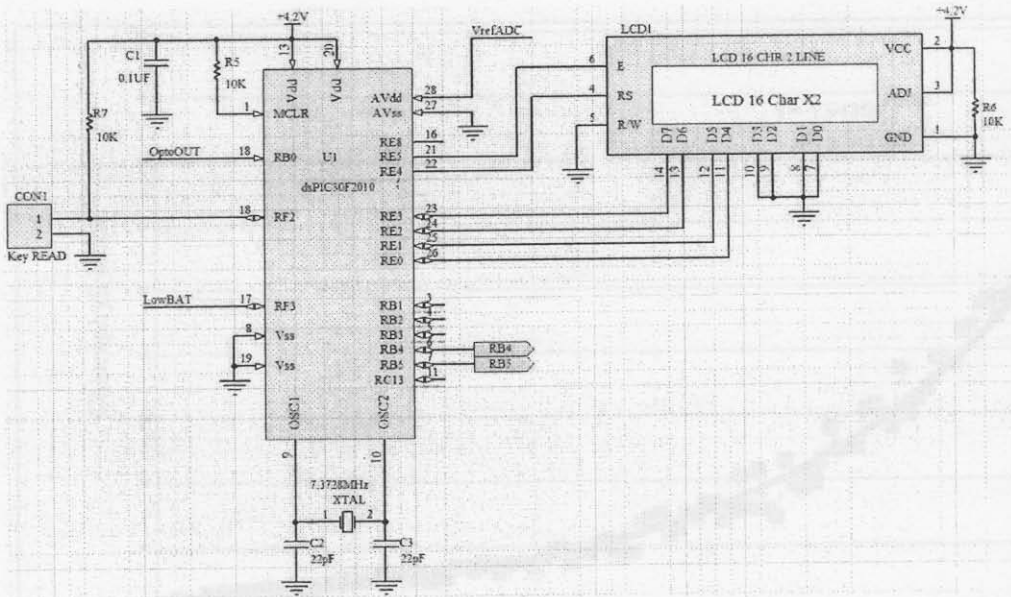 +4.2V
C1
0.1UF
R5
10K
R7
10K
13
20
Vdd
Vdd
1
MCLR
OptoOUT
18
RB0
U1
dsPIC30F2010
CON1
1
2
Key READ
18
RF2
LowBAT
17
RF3
8
Vss
19
Vss
OSC1
OSC2
9
10
7.3728MHz
XTAL
1
2
C2
22pF
C3
22pF
VrefADC
AVdd
28
AVss
27
RE8
16
RE5
21
RE4
22
RE3
23
RE2
24
RE1
25
RE0
26
RB1
RB2
RB3
RB4
RB4
RB5
RB5
RC13
1
LCD1
LCD 16 CHR 2 LINE
LCD 16 Char X2
6
E
4
RS
5
R/W
D7
D6
D5
D4
D3
D2
D1
D0
14
13
12
11
10
9
8
7
+4.2V
VCC
2
ADJ
3
GND
1
R6
10K